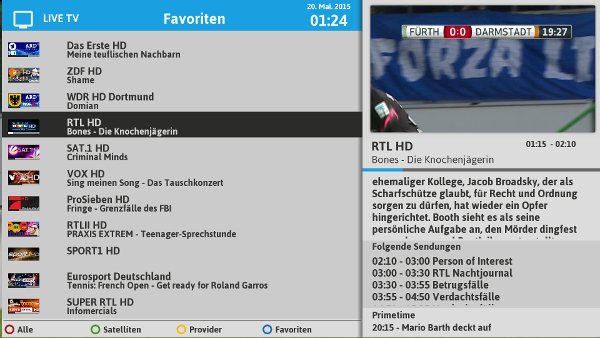 LIVE TV
Favoriten
20. Mai. 2015
01:24
Das Erste HD
Meine teuflischen Nachbarn
ZDF HD
Shame
WDR HD Dortmund
Domian
RTL HD
Bones - Die Knochenjägerin
SAT.1 HD
Criminal Minds
VOX HD
Sing meinen Song - Das Tauschkonzert
ProSieben HD
Fringe - Grenzfälle des FBI
RTLII HD
PRAXIS EXTREM - Teenager-Sprechstunde
SPORT1 HD
Eurosport Deutschland
Tennis: French Open - Get ready for Roland Garros
SUPER RTL HD
Infomercials
Alle
Satelliten
Provider
Favoriten
FÜRTH 0:0 DARMSTADT 19:27
FORZA
RTL HD
01:15 - 02:10
Bones - Die Knochenjägerin
ehemaliger Kollege, Jacob Broadsky, der als
Scharfschütze glaubt, für Recht und Ordnung
sorgen zu dürfen, hat wieder ein Opfer
hingerichtet. Booth sieht es als seine
persönliche Aufgabe an, den Mörder dingfest
Folgende Sendungen
02:10 - 03:00 Person of Interest
03:00 - 03:30 RTL Nachtjournal
03:30 - 03:55 Betrugsfälle
03:55 - 04:50 Verdachtsfälle
Primetime
20:15 - Mario Barth deckt auf